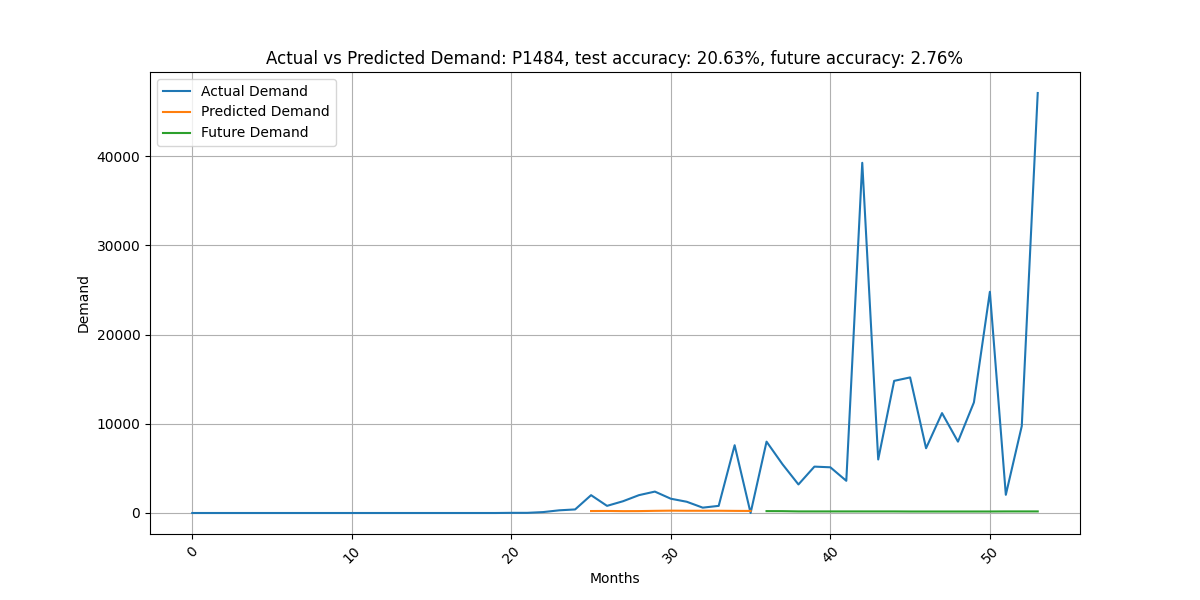 Actual vs Predicted Demand: P1484, test accuracy: 20.63%, future accuracy: 2.76%
Actual Demand
Predicted Demand
Future Demand
Demand
40000
30000
20000
10000
0
0
10
20
30
40
50
Months